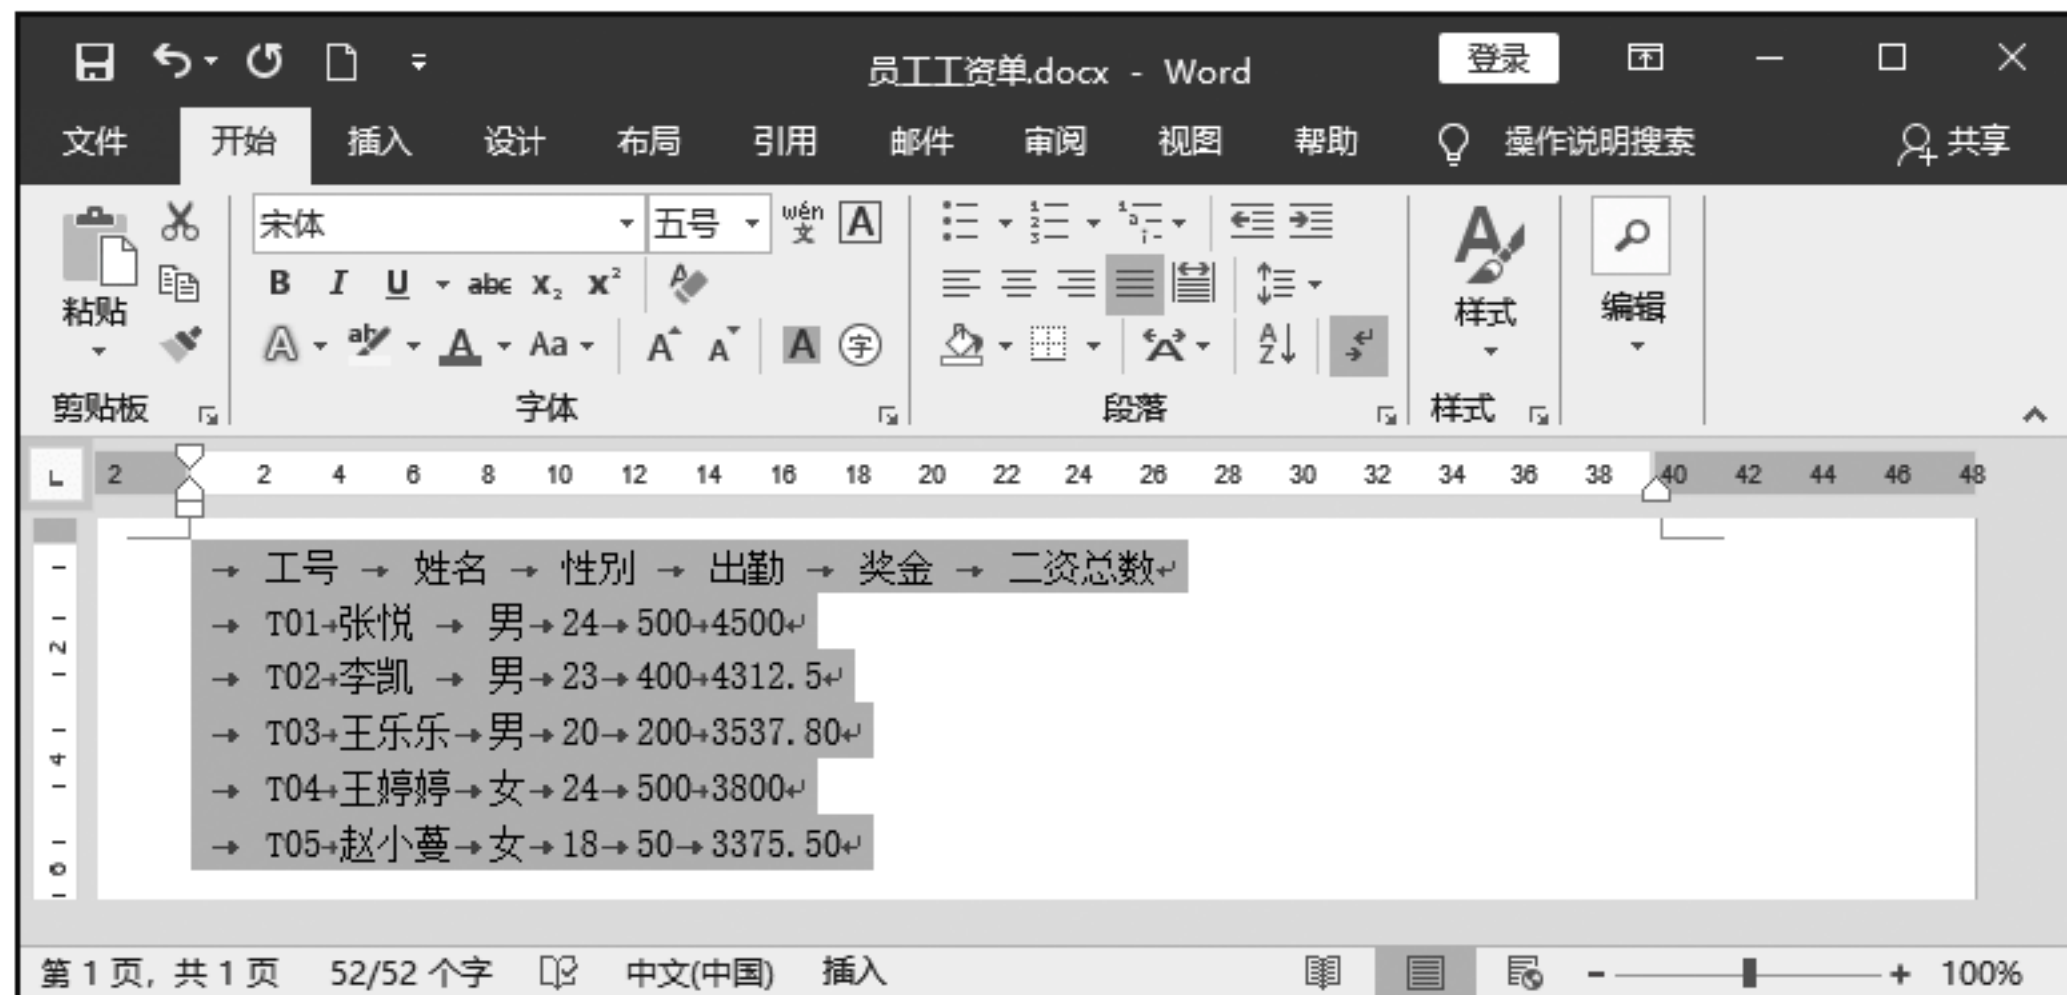 员工工资单.docx - Word
登录
文件 开始 插入 设计 布局 引用 邮件 审阅 视图 帮助 操作说明搜索 共享
宋体 五号 wén 文 A
B I U abc x₂ x² A
粘贴 样式 编辑
A ab A Aa A A A 字 A A Z
剪贴板 字体 段落 样式
L 2 2 4 6 8 10 12 14 16 18 20 22 24 26 28 30 32 34 36 38 40 42 44 46 48
→ 工号 → 姓名 → 性别 → 出勤 → 奖金 → 二资总数↵
→ T01→张悦 → 男→24→500→4500↵
→ T02→李凯 → 男→23→400→4312.5↵
→ T03→王乐乐→男→20→200→3537.80↵
→ T04→王婷婷→女→24→500→3800↵
→ T05→赵小蔓→女→18→50→3375.50↵
2
4
6
第 1 页, 共 1 页 52/52 个字 中文(中国) 插入 - + 100%